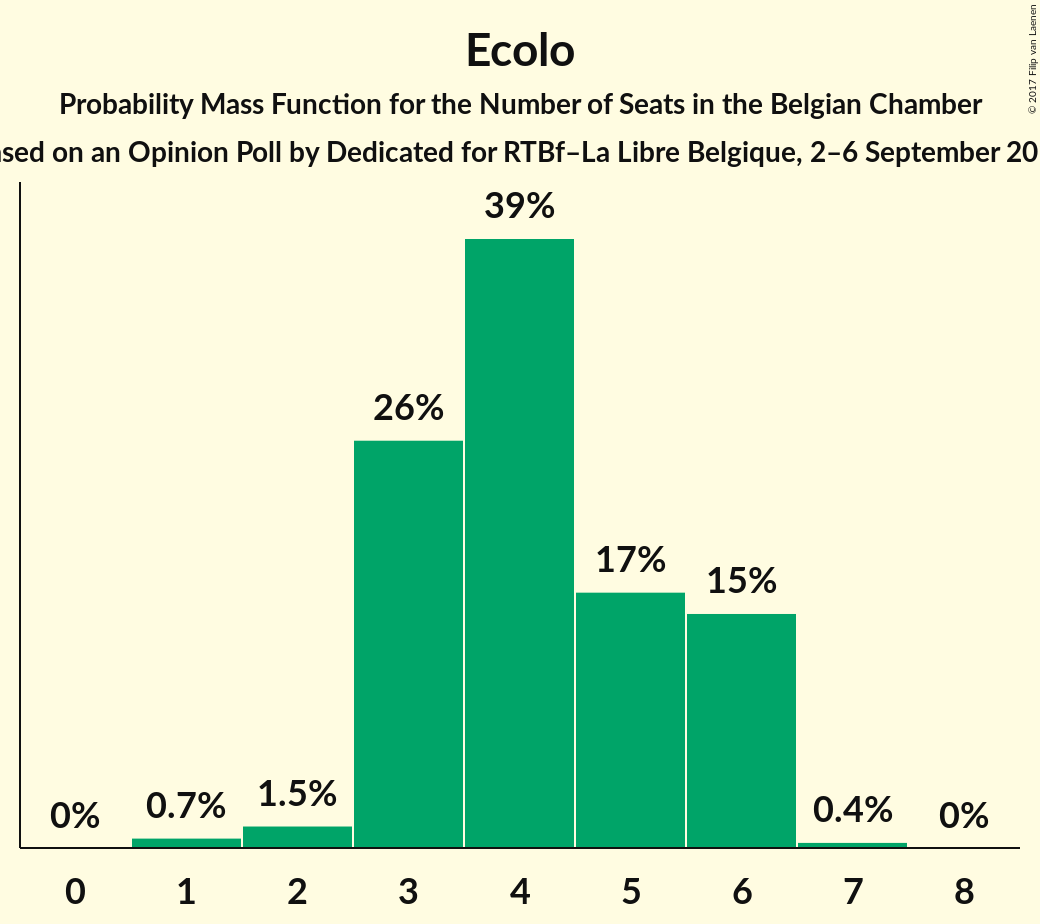 Ecolo
Probability Mass Function for the Number of Seats in the Belgian Chamber
on an Opinion Poll by Dedicated for RTBf–La Libre Belgique, 2–6 September
© 2017 Filip van Laenen
39%
26%
17%
15%
0%
0.7%
1.5%
0.4%
0%
0 1 2 3 4 5 6 7 8